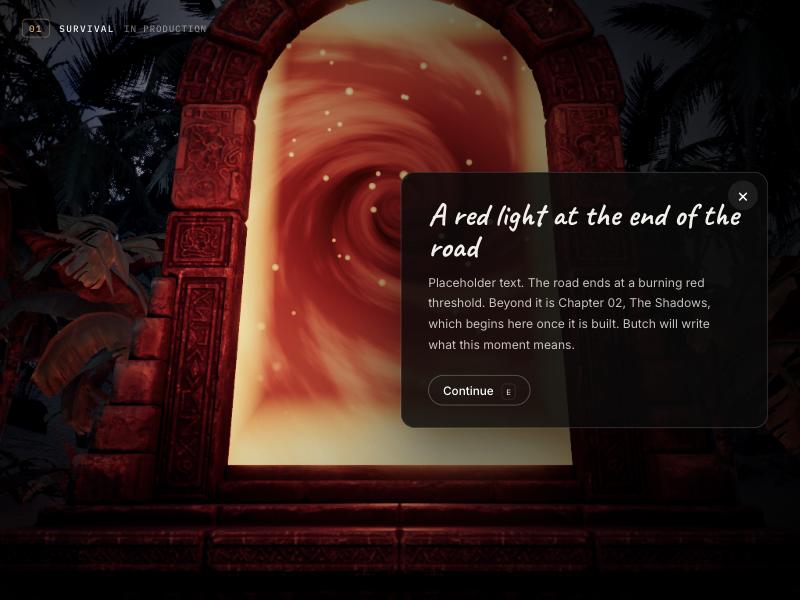 01 SURVIVAL IN PRODUCTION
A red light at the end of the
road
Placeholder text. The road ends at a burning red
threshold. Beyond it is Chapter 02, The Shadows,
which begins here once it is built. Butch will write
what this moment means.
Continue E